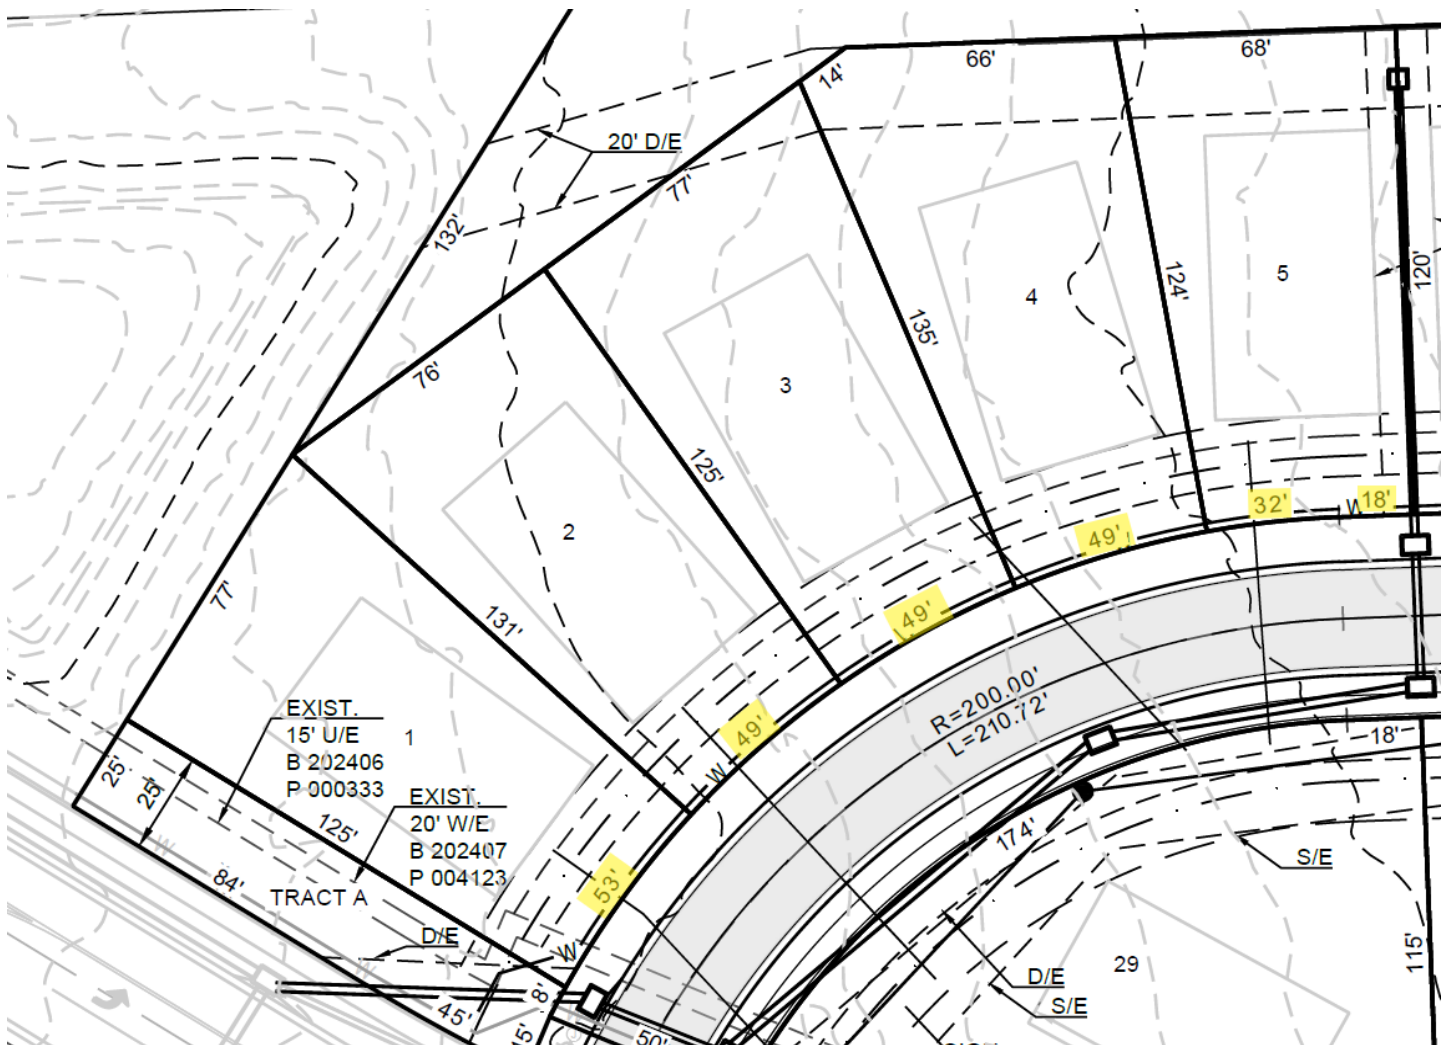 66'
68'
14'
20' D/E
77'
132'
120'
124'
5
4
135'
76'
3
125'
32'
W
18'
49'
2
49'
77'
131'
R=200.00'
L=210.72'
49'
W
EXIST.
15' U/E
B 202406
P 000333
1
18'
25'
25'
EXIST.
20' W/E
B 202407
P 004123
125'
174'
S/E
84'
TRACT A
53'
W
W
D/E
W
W
115'
29
D/E
S/E
8'
45'
15'
50'